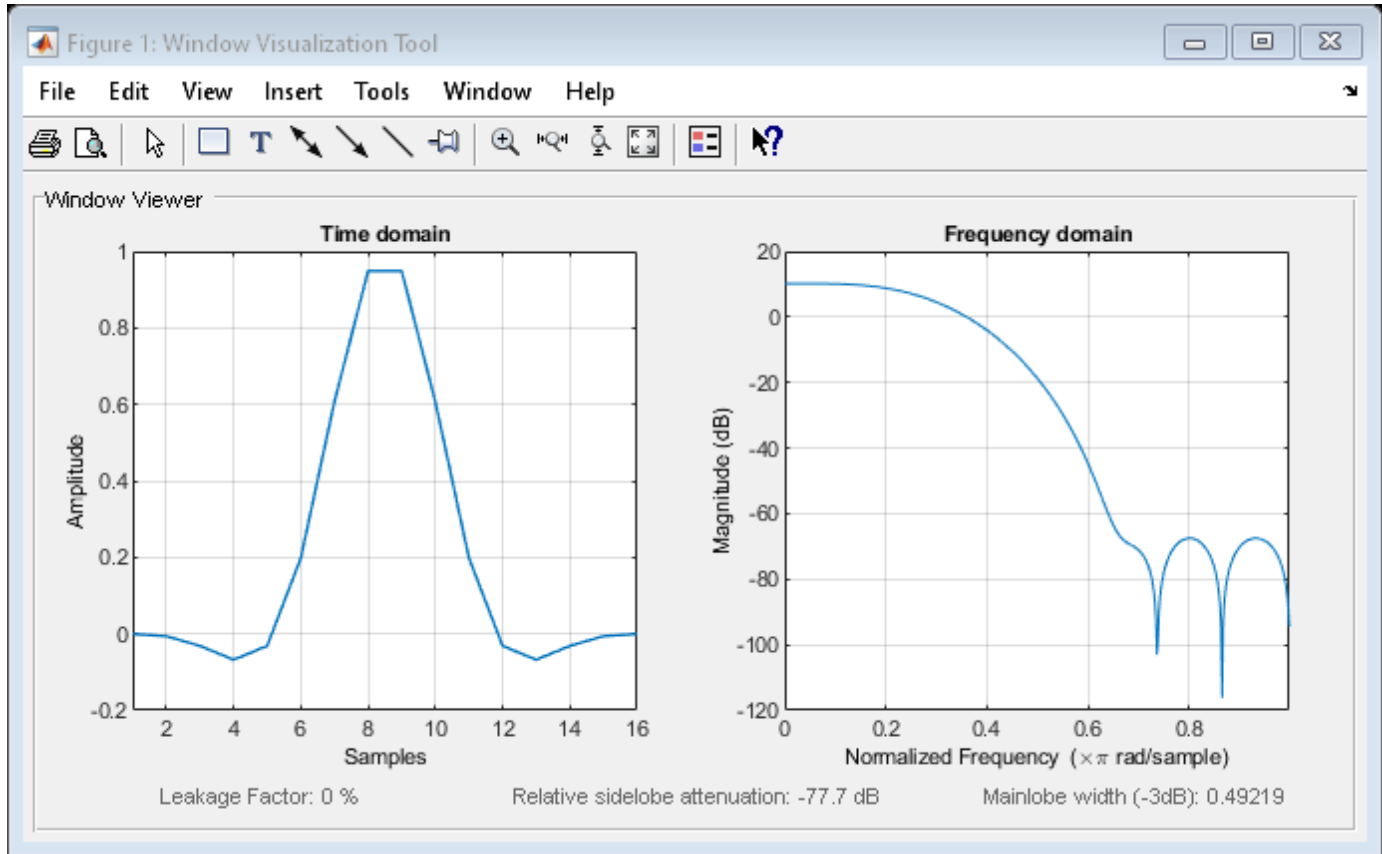 Figure 1: Window Visualization Tool
File Edit View Insert Tools Window Help
T ?
Window Viewer
Time domain
1
0.8
0.6
0.4
0.2
0
-0.2
Amplitude
2 4 6 8 10 12 14 16
Samples
Frequency domain
20
0
-20
-40
-60
-80
-100
-120
Magnitude (dB)
0 0.2 0.4 0.6 0.8
Normalized Frequency (×π rad/sample)
Leakage Factor: 0 % Relative sidelobe attenuation: -77.7 dB Mainlobe width (-3dB): 0.49219